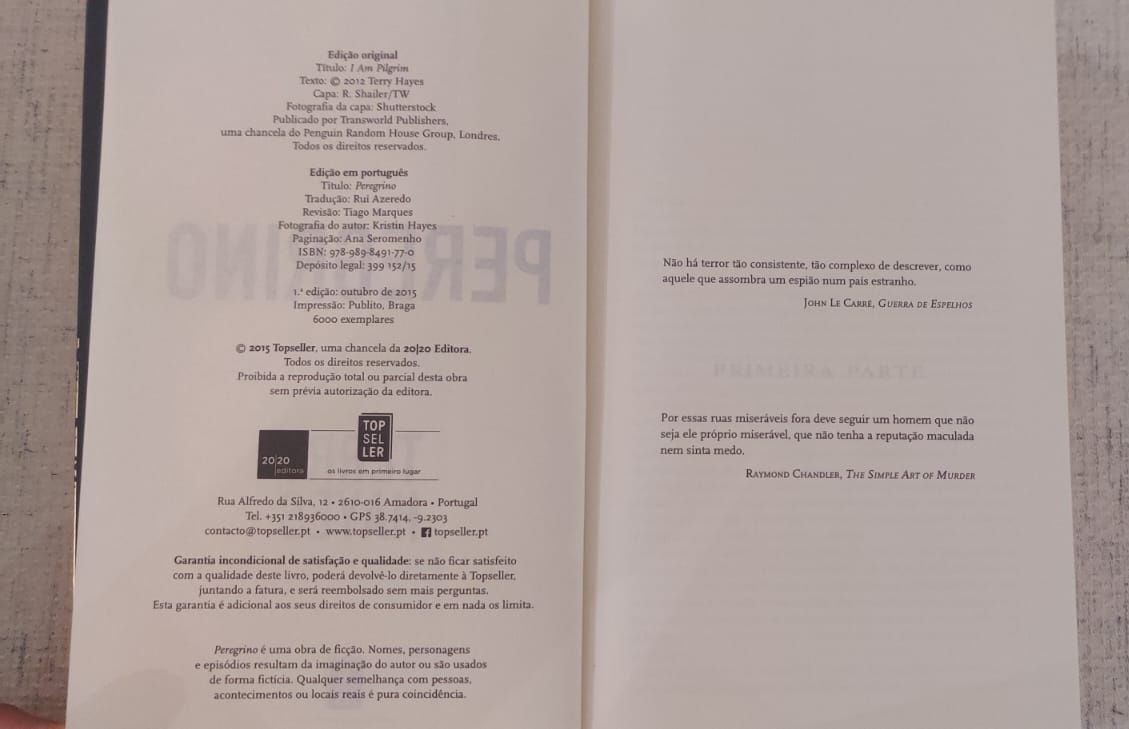 Edição original
Título: I Am Pilgrim
Texto: © 2012 Terry Hayes
Capa: R. Shailer/TW
Fotografia da capa: Shutterstock
Publicado por Transworld Publishers,
uma chancela do Penguin Random House Group, Londres.
Todos os direitos reservados.
Edição em português
Título: Peregrino
Tradução: Rui Azeredo
Revisão: Tiago Marques
Fotografia do autor: Kristin Hayes
Paginação: Ana Seromenho
ISBN: 978-989-8491-77-0
Depósito legal: 399 152/15
1.ª edição: outubro de 2015
Impressão: Publito, Braga
6000 exemplares
© 2015 Topseller, uma chancela da 20|20 Editora.
Todos os direitos reservados.
Proibida a reprodução total ou parcial desta obra
sem prévia autorização da editora.
20|20 editora
TOP
SEL
LER
os livros em primeiro lugar
Rua Alfredo da Silva, 12 • 2610-016 Amadora • Portugal
Tel. +351 218936000 • GPS 38.7414, -9.2303
contacto@topseller.pt • www.topseller.pt • topseller.pt
Garantia incondicional de satisfação e qualidade: se não ficar satisfeito
com a qualidade deste livro, poderá devolvê-lo diretamente à Topseller,
juntando a fatura, e será reembolsado sem mais perguntas.
Esta garantia é adicional aos seus direitos de consumidor e em nada os limita.
Peregrino é uma obra de ficção. Nomes, personagens
e episódios resultam da imaginação do autor ou são usados
de forma fictícia. Qualquer semelhança com pessoas,
acontecimentos ou locais reais é pura coincidência.
Não há terror tão consistente, tão complexo de descrever, como
aquele que assombra um espião num país estranho.
John Le Carré, Guerra de Espelhos
PRIMEIRA PARTE
Por essas ruas miseráveis fora deve seguir um homem que não
seja ele próprio miserável, que não tenha a reputação maculada
nem sinta medo.
Raymond Chandler, The Simple Art of Murder